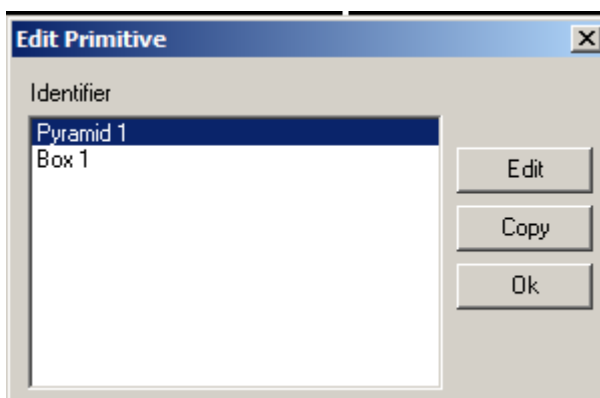 Edit Primitive
Identifier
Pyramid 1
Box 1
Edit
Copy
Ok